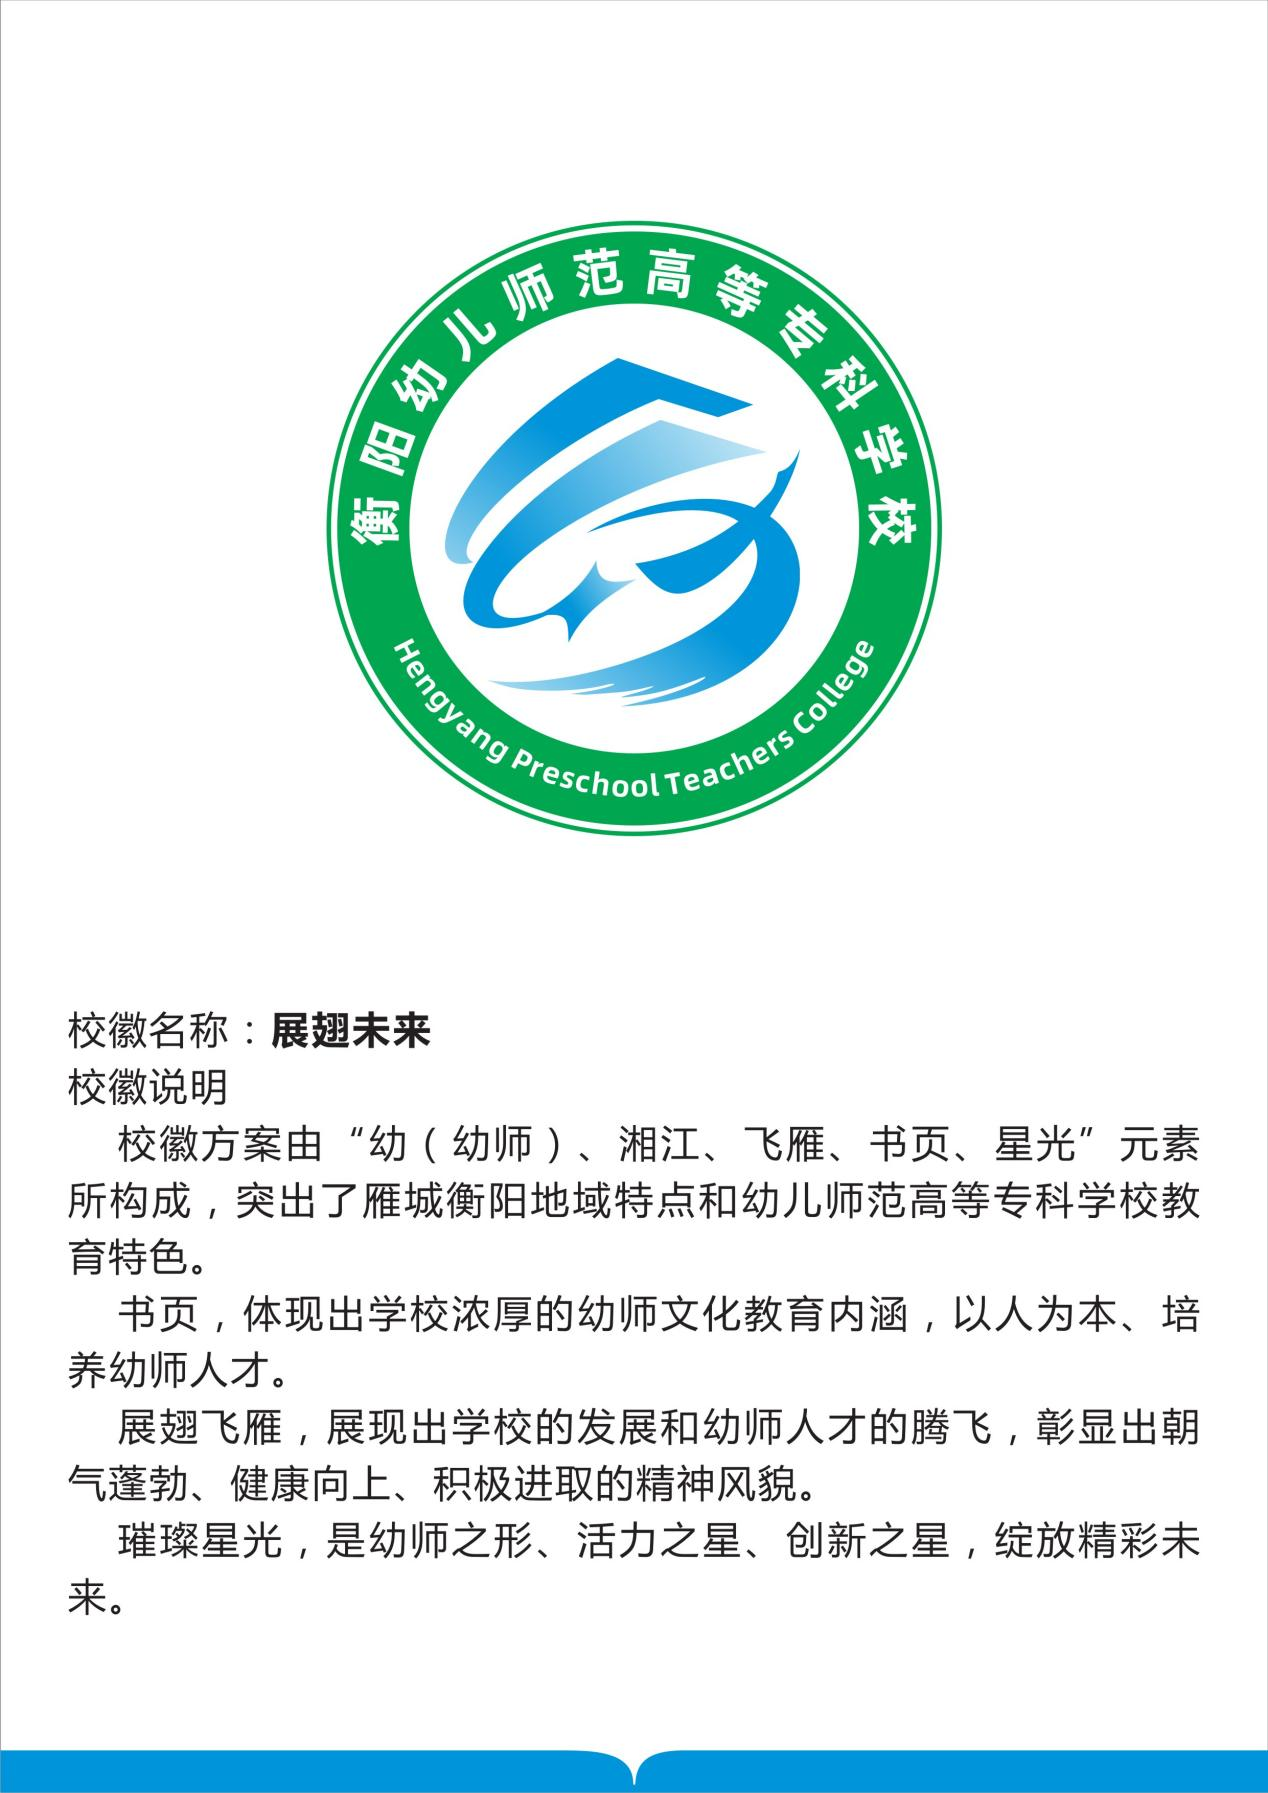 衡阳幼儿师范高等专科学校
Hengyang Preschool Teachers College
校徽名称：展翅未来
校徽说明
校徽方案由“幼（幼师）、湘江、飞雁、书页、星光”元素
所构成，突出了雁城衡阳地域特点和幼儿师范高等专科学校教
育特色。
书页，体现出学校浓厚的幼师文化教育内涵，以人为本、培
养幼师人才。
展翅飞雁，展现出学校的发展和幼师人才的腾飞，彰显出朝
气蓬勃、健康向上、积极进取的精神风貌。
璀璨星光，是幼师之形、活力之星、创新之星，绽放精彩未
来。